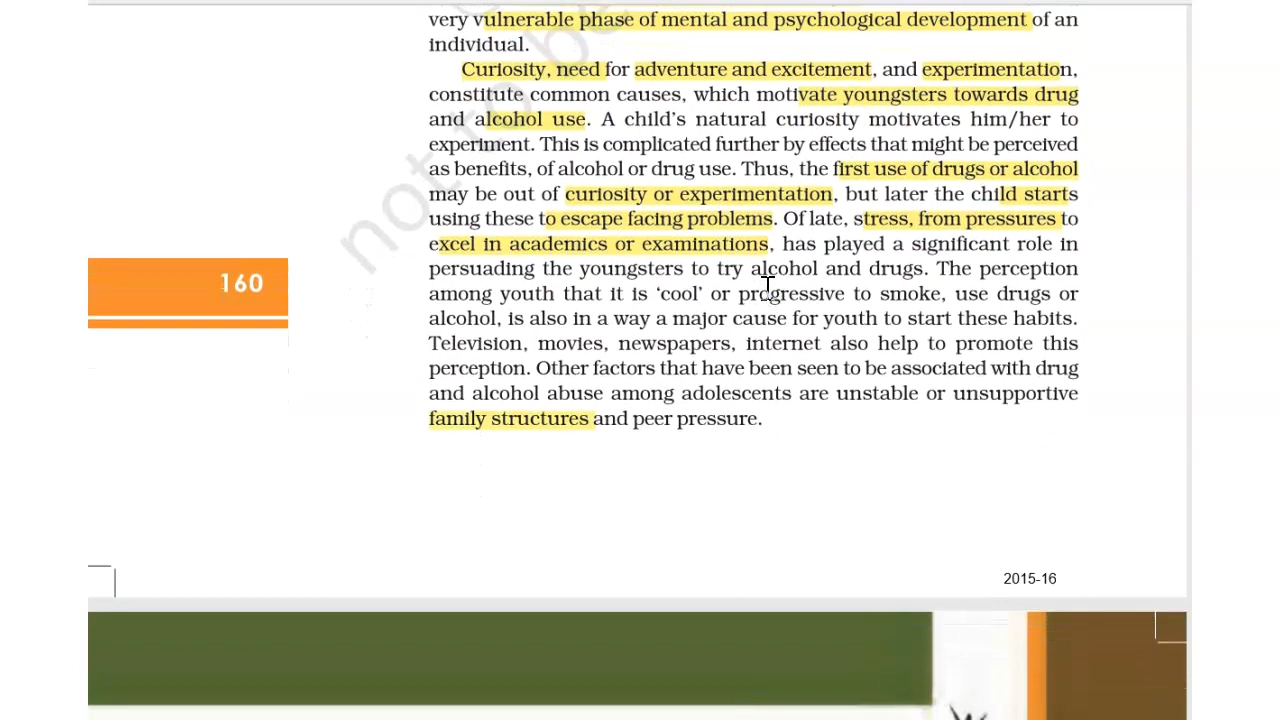 very vulnerable phase of mental and psychological development of an
individual.
Curiosity, need for adventure and excitement, and experimentation,
constitute common causes, which motivate youngsters towards drug
and alcohol use. A child's natural curiosity motivates him/her to
experiment. This is complicated further by effects that might be perceived
as benefits, of alcohol or drug use. Thus, the first use of drugs or alcohol
may be out of curiosity or experimentation, but later the child starts
using these to escape facing problems. Of late, stress, from pressures to
excel in academics or examinations, has played a significant role in
persuading the youngsters to try alcohol and drugs. The perception
among youth that it is 'cool' or progressive to smoke, use drugs or
alcohol, is also in a way a major cause for youth to start these habits.
Television, movies, newspapers, internet also help to promote this
perception. Other factors that have been seen to be associated with drug
and alcohol abuse among adolescents are unstable or unsupportive
family structures and peer pressure.
160
not to be
2015-16